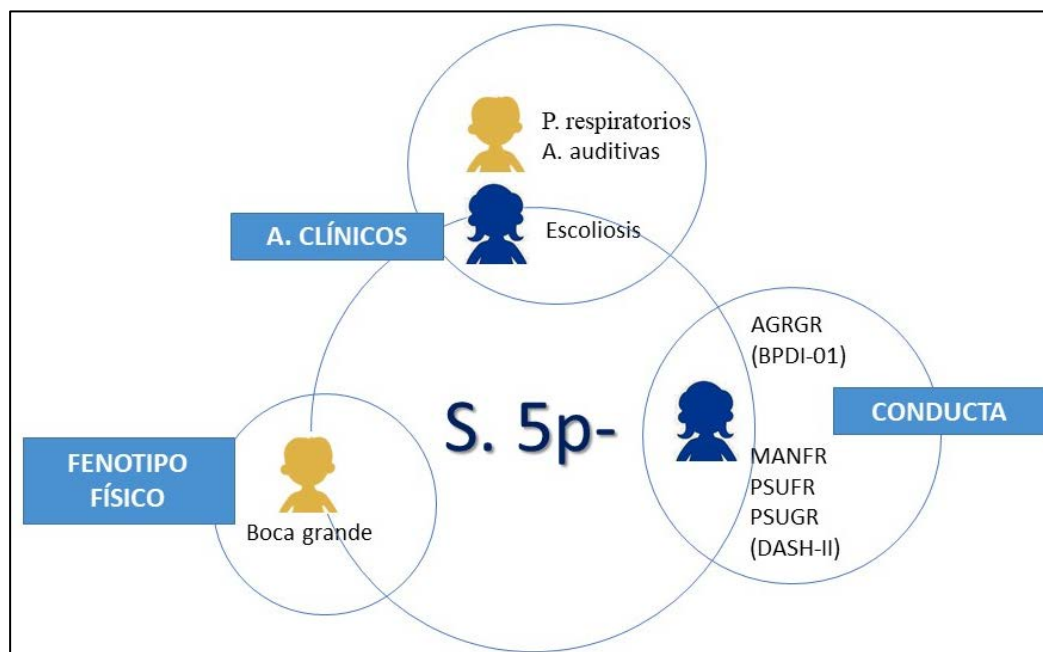 P. respiratorios
A. auditivas
A. CLÍNICOS
Escoliosis
AGRGR
(BPDI-01)
CONDUCTA
S. 5p-
MANFR
PSUFR
PSUGR
(DASH-II)
FENOTIPO
FÍSICO
Boca grande